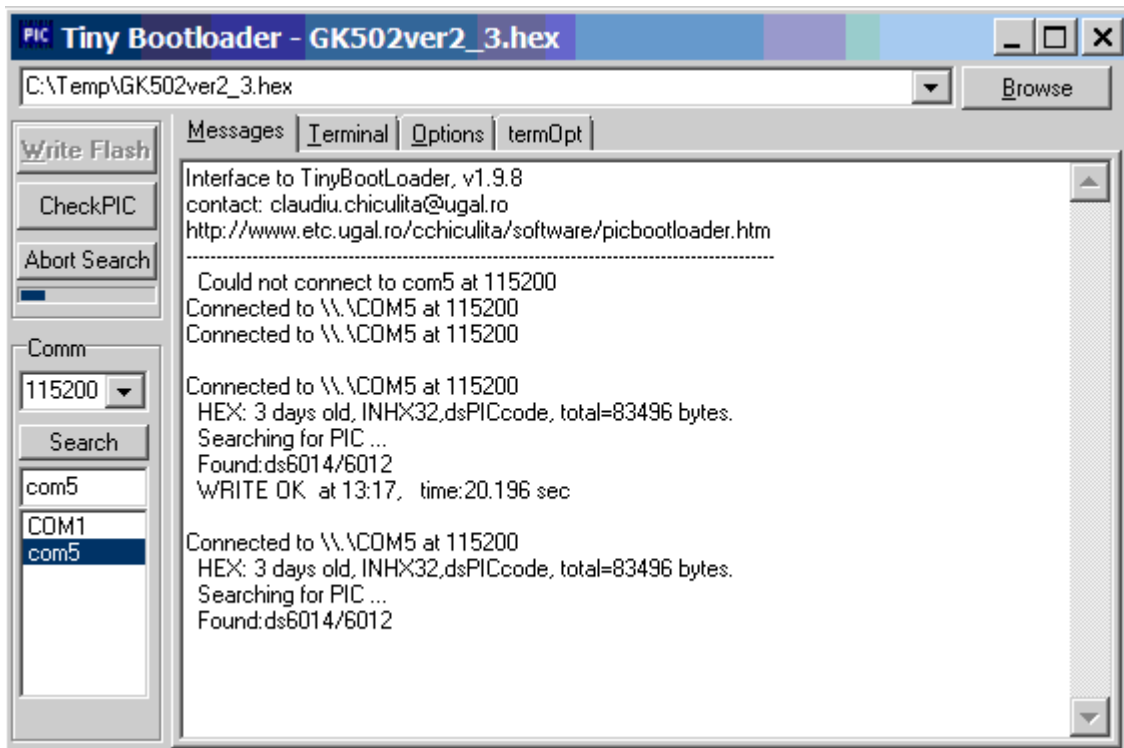 PIC Tiny Bootloader - GK502ver2_3.hex
C:\Temp\GK502ver2_3.hex
Browse
Write Flash
CheckPIC
Abort Search
Comm
115200
Search
com5
COM1
com5
Messages Terminal Options termOpt
Interface to TinyBootLoader, v1.9.8
contact: claudiu.chiculita@ugal.ro
http://www.etc.ugal.ro/cchiculita/software/picbootloader.htm
--------------------------------------------------------------------------------------------------
Could not connect to com5 at 115200
Connected to \\.\COM5 at 115200
Connected to \\.\COM5 at 115200
Connected to \\.\COM5 at 115200
HEX: 3 days old, INHX32,dsPICcode, total=83496 bytes.
Searching for PIC ...
Found:ds6014/6012
WRITE OK  at 13:17,   time:20.196 sec
Connected to \\.\COM5 at 115200
HEX: 3 days old, INHX32,dsPICcode, total=83496 bytes.
Searching for PIC ...
Found:ds6014/6012